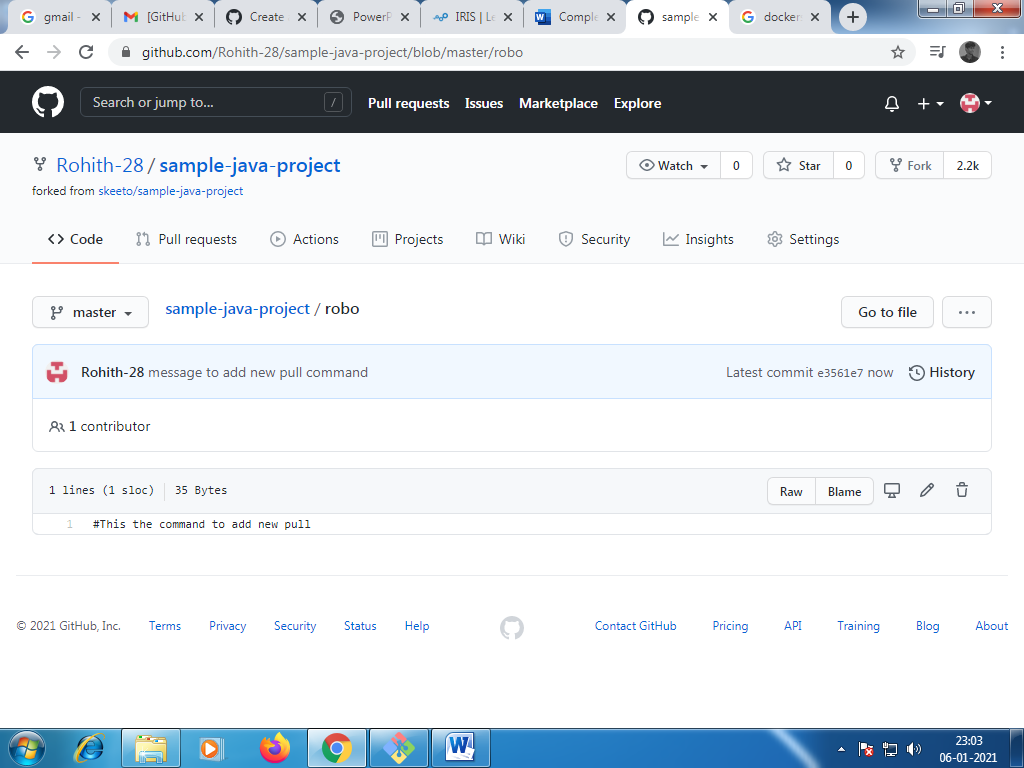 gmail -
[GitHub
Create
PowerP
IRIS | Le
Comple
sample
docker
github.com/Rohith-28/sample-java-project/blob/master/robo
Search or jump to... /
Pull requests Issues Marketplace Explore
Rohith-28 / sample-java-project
Watch 0 Star 0 Fork 2.2k
forked from skeeto/sample-java-project
Code Pull requests Actions Projects Wiki Security Insights Settings
master sample-java-project / robo Go to file ...
Rohith-28 message to add new pull command Latest commit e3561e7 now History
1 contributor
1 lines (1 sloc) 35 Bytes Raw Blame
1 #This the command to add new pull
© 2021 GitHub, Inc. Terms Privacy Security Status Help Contact GitHub Pricing API Training Blog About
23:03
06-01-2021